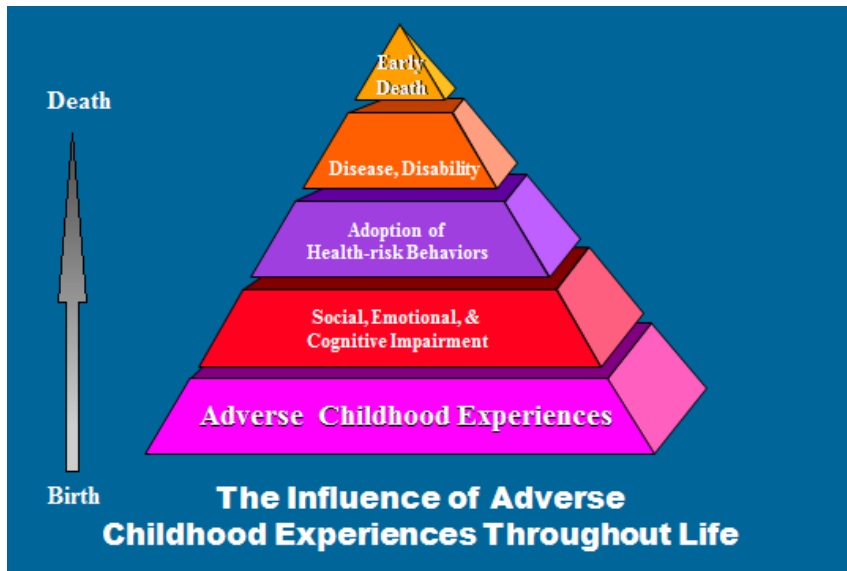 Early
Death
Death
Disease, Disability
Adoption of
Health-risk Behaviors
Social, Emotional, &
Cognitive Impairment
Adverse Childhood Experiences
Birth
The Influence of Adverse
Childhood Experiences Throughout Life